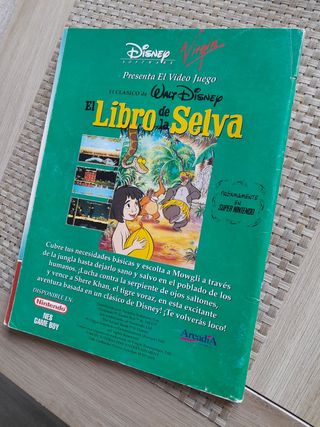 Disney
SOFTWARE
Virgin
Presenta El Video Juego
El CLASICO de WALT DISNEY
El Libro de
la Selva
PRÓXIMAMENTE
EN
SUPER NINTENDO
Cubre tus necesidades básicas y escolta a Mowgli a través
de la jungla hasta dejarlo sano y salvo en el poblado de los
humanos. ¡Lucha contra la serpiente de ojos saltones,
y vence a Shere Khan, el tigre voraz, en esta excitante
aventura basada en un clásico de Disney! ¡Te volverás loco!
DISPONIBLE EN:
Nintendo
NES
GAME BOY
Arcadia